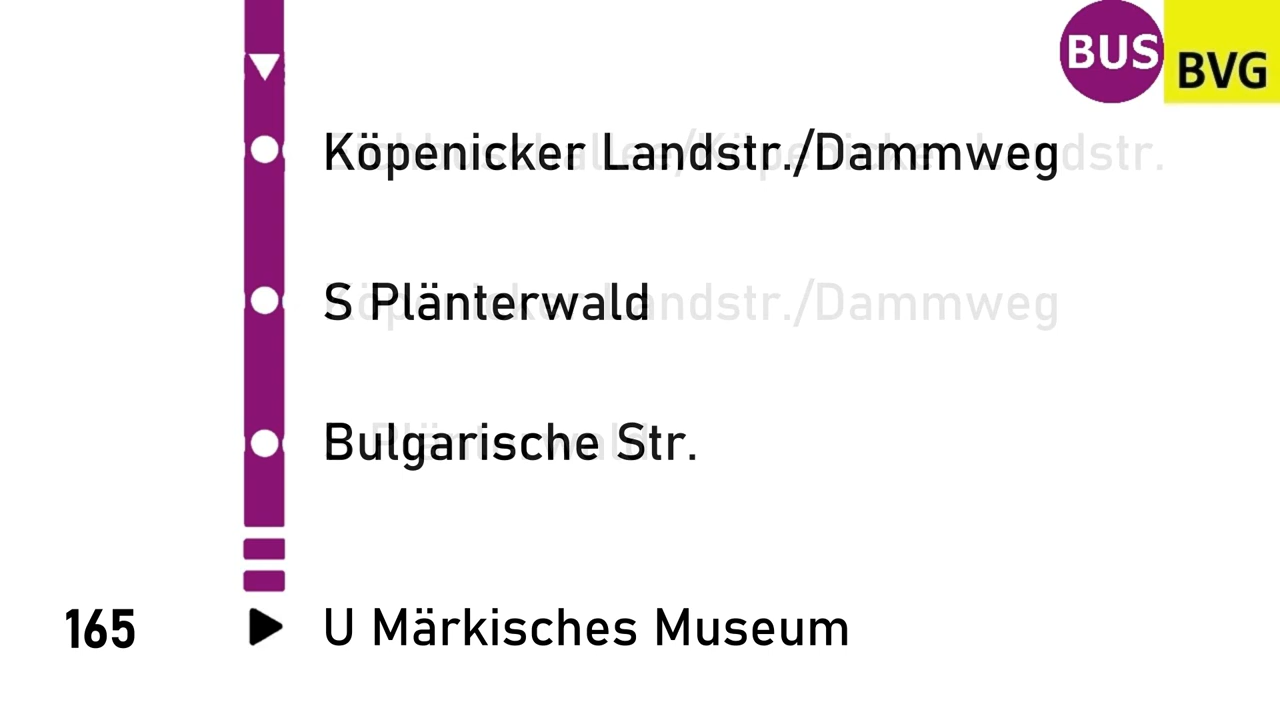 BUS
BVG
Köpenicker Landstr./Dammweg
S Plänterwald
Bulgarische Str.
165
U Märkisches Museum